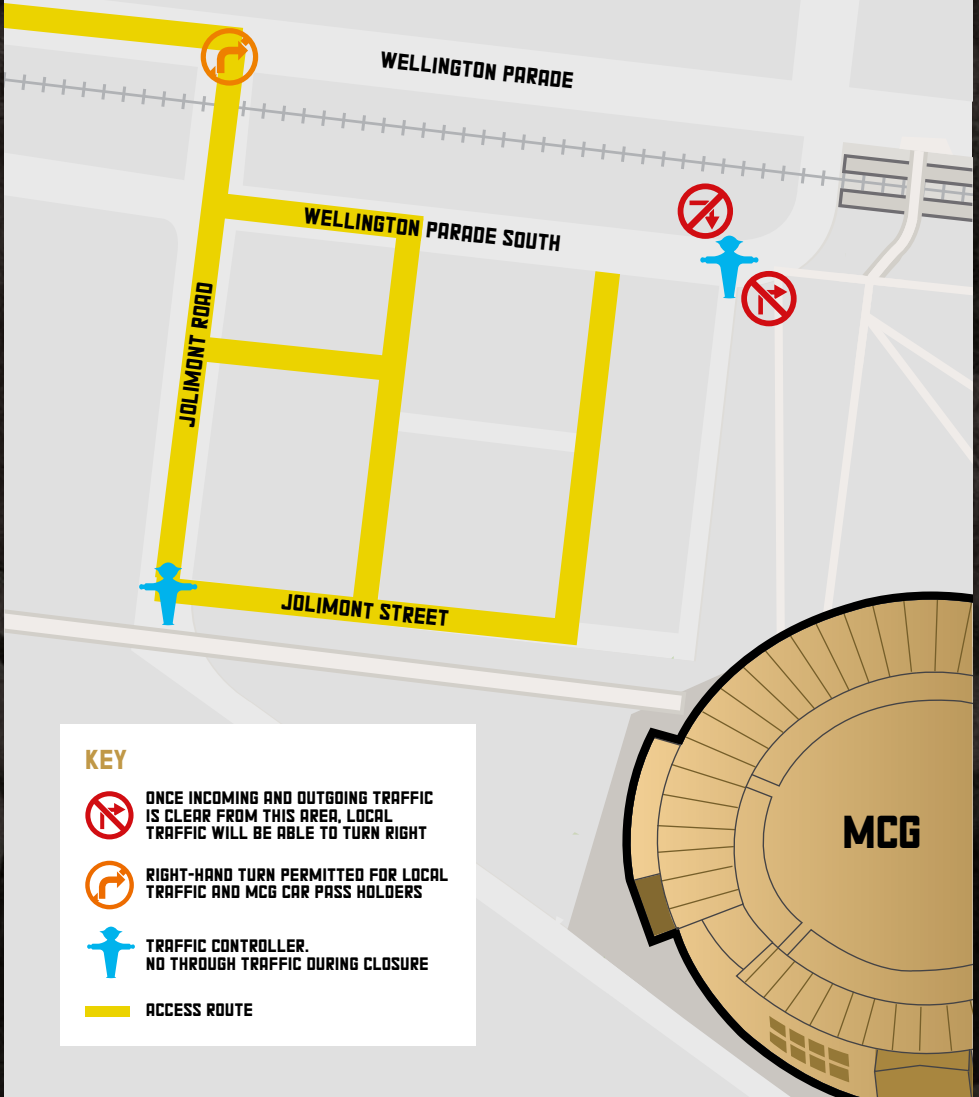 WELLINGTON PARADE
WELLINGTON PARADE SOUTH
JOLIMONT ROAD
JOLIMONT STREET
MCG
KEY
ONCE INCOMING AND OUTGOING TRAFFIC
IS CLEAR FROM THIS AREA, LOCAL
TRAFFIC WILL BE ABLE TO TURN RIGHT
RIGHT-HAND TURN PERMITTED FOR LOCAL
TRAFFIC AND MCG CAR PASS HOLDERS
TRAFFIC CONTROLLER.
NO THROUGH TRAFFIC DURING CLOSURE
ACCESS ROUTE